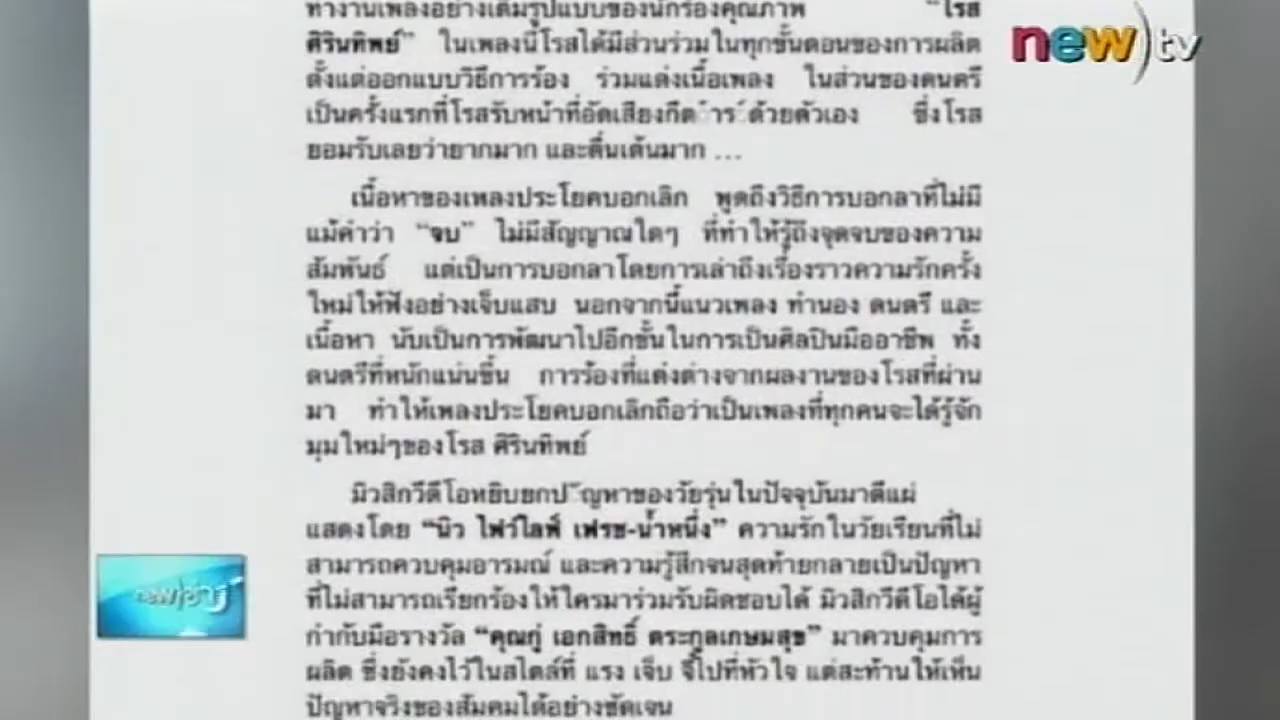 ทำงานเพลงอย่างเต็มรูปแบบของนักร้องคุณภาพ "โรส
ศิรินทิพย์" ในเพลงนี้โรสได้มีส่วนร่วมในทุกขั้นตอนของการผลิต
ตั้งแต่ออกแบบวิธีการร้อง ร่วมแต่งเนื้อเพลง ในส่วนของดนตรี
เป็นครั้งแรกที่โรสรับหน้าที่อัดเสียงกีต้าร์ด้วยตัวเอง ซึ่งโรส
ยอมรับเลยว่ายากมาก และตื่นเต้นมาก ...
เนื้อหาของเพลงประโยคบอกเลิก พูดถึงวิธีการบอกลาที่ไม่มี
แม้คำว่า "จบ" ไม่มีสัญญาณใดๆ ที่ทำให้รู้ถึงจุดจบของความ
สัมพันธ์ แต่เป็นการบอกลาโดยการเล่าถึงเรื่องราวความรักครั้ง
ใหม่ให้ฟังอย่างเจ็บแสบ นอกจากนี้แนวเพลง ทำนอง ดนตรี และ
เนื้อหา นับเป็นการพัฒนาไปอีกขั้นในการเป็นศิลปินมืออาชีพ ทั้ง
ดนตรีที่หนักแน่นขึ้น การร้องที่แต่งต่างจากผลงานของโรสที่ผ่าน
มา ทำให้เพลงประโยคบอกเลิกถือว่าเป็นเพลงที่ทุกคนจะได้รู้จัก
มุมใหม่ๆของโรส ศิรินทิพย์
มิวสิกวีดีโอหยิบยกปัญหาของวัยรุ่นในปัจจุบันมาตีแผ่
แสดงโดย "นิว ไฟว์ไลฟ์ เฟรช-น้ำหนึ่ง" ความรักในวัยเรียนที่ไม่
สามารถควบคุมอารมณ์ และความรู้สึกจนสุดท้ายกลายเป็นปัญหา
ที่ไม่สามารถเรียกร้องให้ใครมาร่วมรับผิดชอบได้ มิวสิกวีดีโอได้ผู้
กำกับมือรางวัล "คุณกู่ เอกสิทธิ์ ตระกูลเกษมสุข" มาควบคุมการ
ผลิต ซึ่งยังคงไว้ในสไตล์ที่ แรง เจ็บ จี๊ไปที่หัวใจ แต่สะท้านให้เห็น
ปัญหาจริงของสังคมได้อย่างชัดเจน
new)tv
new)ข่าว